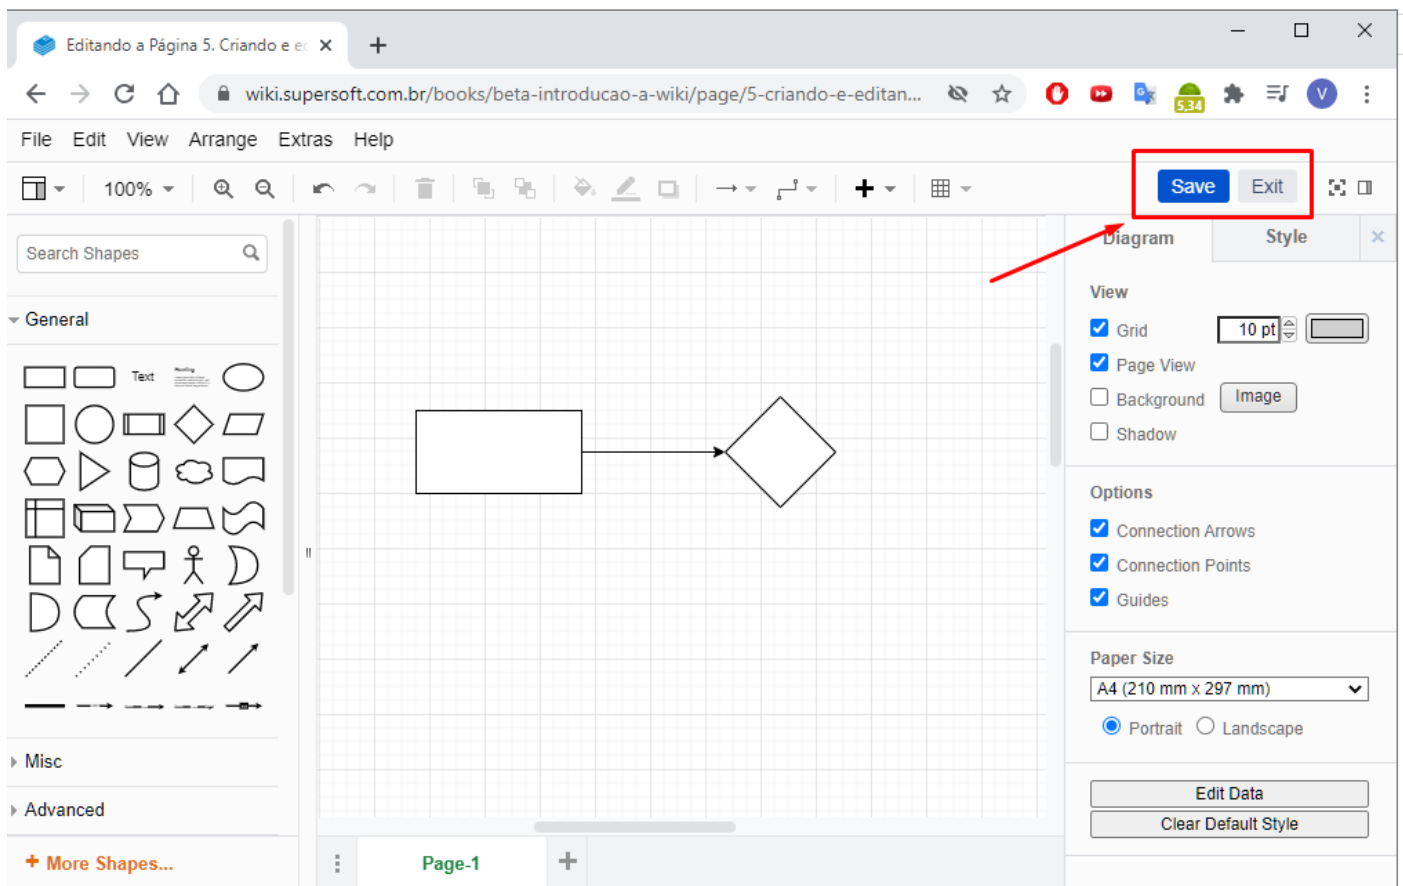 Editando a Página 5. Criando e ec
wiki.supersoft.com.br/books/beta-introducao-a-wiki/page/5-criando-e-editan...
5,34
V
File Edit View Arrange Extras Help
100%
Save Exit
Search Shapes
Diagram Style
General
View
Grid 10 pt
Text
Heading
Page View
Background Image
Shadow
Options
Connection Arrows
Connection Points
Guides
Paper Size
A4 (210 mm x 297 mm)
Portrait Landscape
Misc
Edit Data
Advanced
Clear Default Style
+ More Shapes...
Page-1